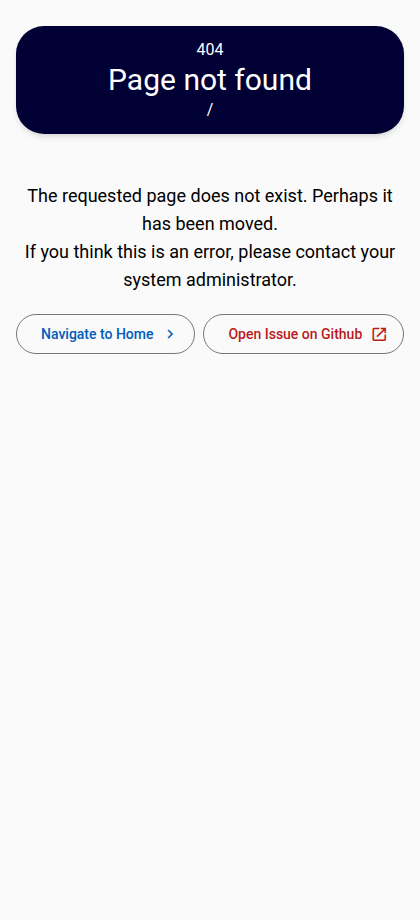 404
Page not found
/
The requested page does not exist. Perhaps it
has been moved.
If you think this is an error, please contact your
system administrator.
Navigate to Home
Open Issue on Github